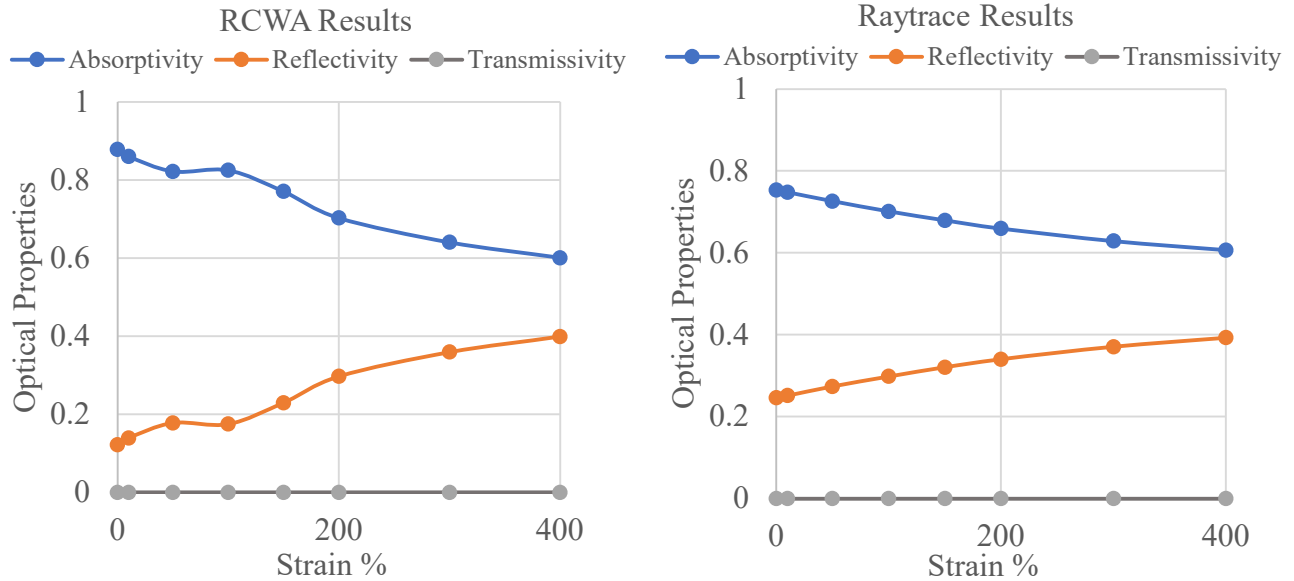 RCWA Results
Absorptivity Reflectivity Transmissivity
1
0.8
0.6
0.4
0.2
0
0 200 400
Optical Properties
Strain %
Raytrace Results
Absorptivity Reflectivity Transmissivity
1
0.8
0.6
0.4
0.2
0
0 200 400
Optical Properties
Strain %